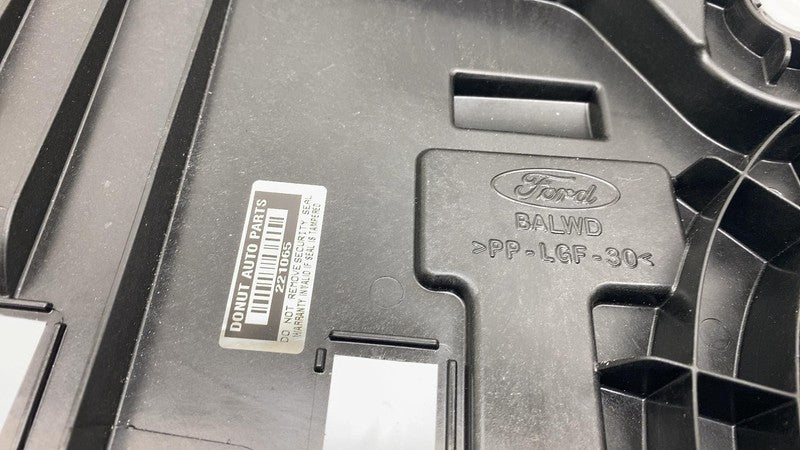 DONUT AUTO PARTS
221065
DO NOT REMOVE SECURITY SEAL
WARRANTY INVALID IF SEAL IS TAMPERED
Ford
BALWD
>PP-LGF-30<